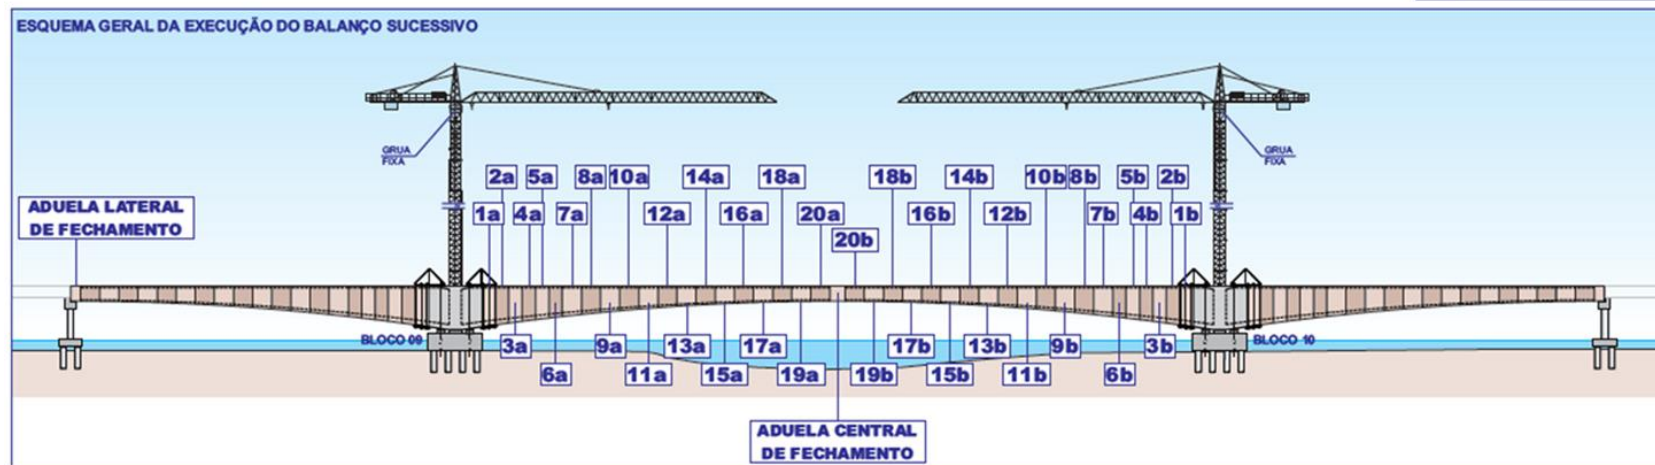 ESQUEMA GERAL DA EXECUÇÃO DO BALANÇO SUCESSIVO
GRUA
FIXA
GRUA
FIXA
2a 5a 8a 10a 14a 18a 18b 14b 10b 8b 5b 2b
ADUELA LATERAL
DE FECHAMENTO
1a 4a 7a 12a 16a 20a 16b 12b 7b 4b 1b
20b
BLOCO 09
BLOCO 10
3a 9a 13a 17a 17b 13b 9b 3b
6a 11a 15a 19a 19b 15b 11b 6b
ADUELA CENTRAL
DE FECHAMENTO